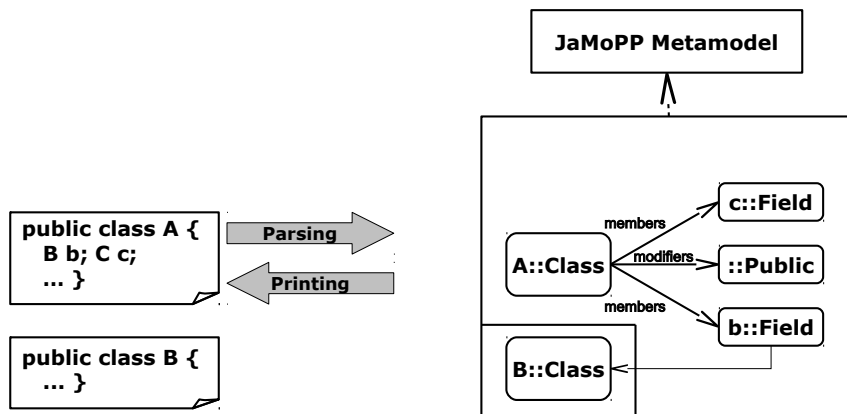 JaMoPP Metamodel
public class A {
B b; C c;
... }
Parsing
Printing
public class B {
... }
members
c::Field
A::Class
modifiers
::Public
members
b::Field
B::Class